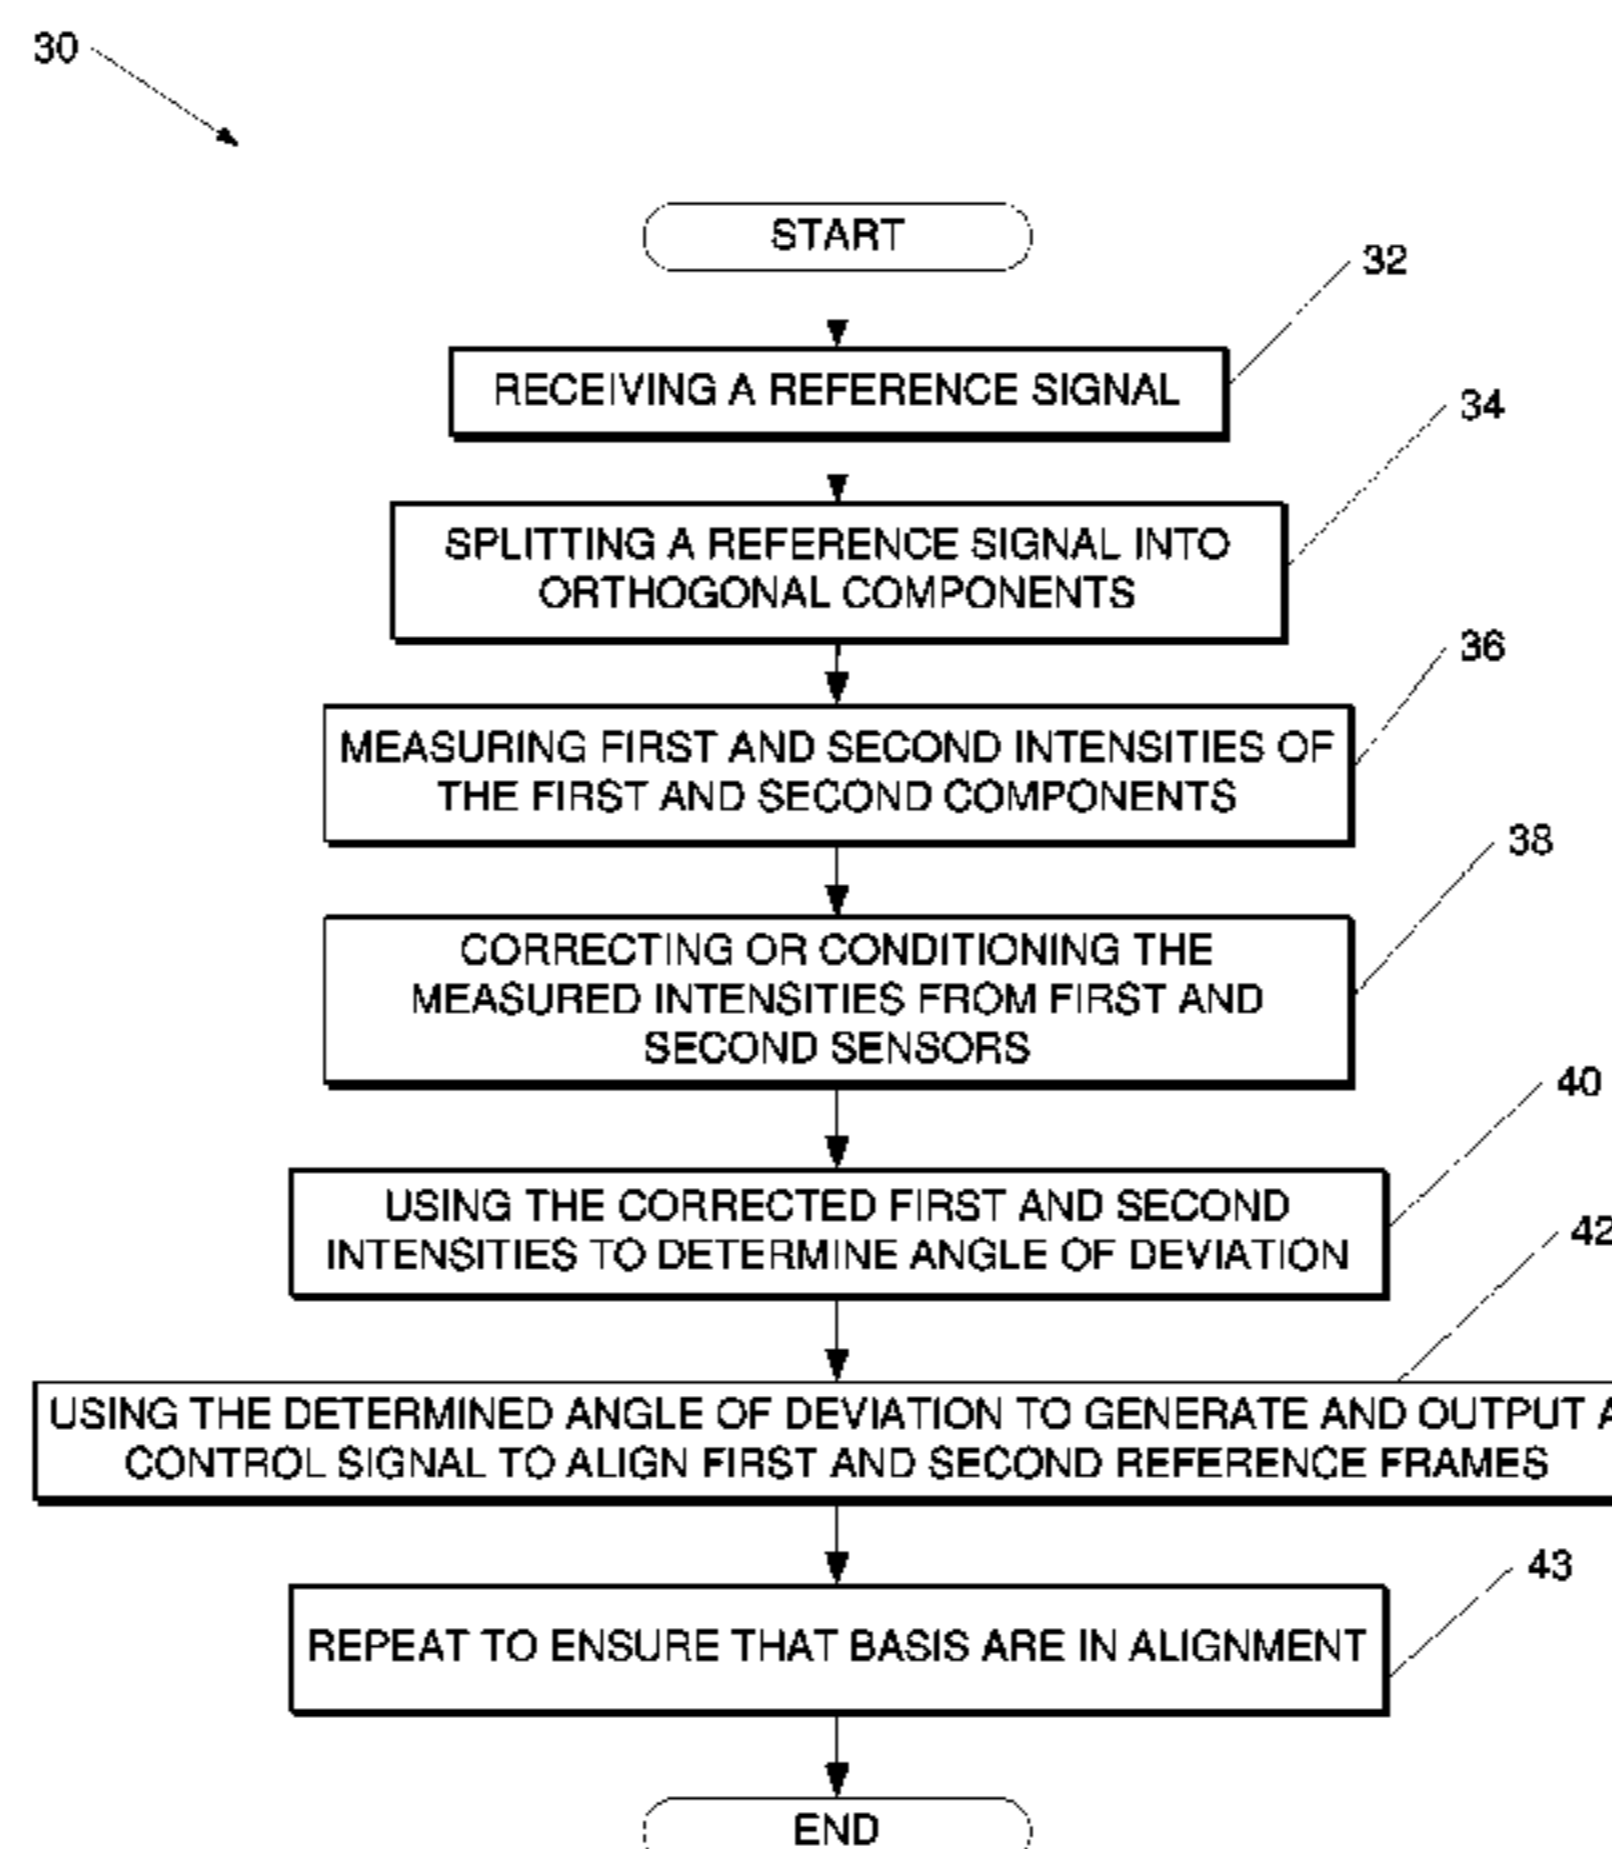 30
START
32
RECEIVING A REFERENCE SIGNAL
34
SPLITTING A REFERENCE SIGNAL INTO
ORTHOGONAL COMPONENTS
36
MEASURING FIRST AND SECOND INTENSITIES OF
THE FIRST AND SECOND COMPONENTS
38
CORRECTING OR CONDITIONING THE
MEASURED INTENSITIES FROM FIRST AND
SECOND SENSORS
40
USING THE CORRECTED FIRST AND SECOND
INTENSITIES TO DETERMINE ANGLE OF DEVIATION
42
USING THE DETERMINED ANGLE OF DEVIATION TO GENERATE AND OUTPUT A
CONTROL SIGNAL TO ALIGN FIRST AND SECOND REFERENCE FRAMES
43
REPEAT TO ENSURE THAT BASIS ARE IN ALIGNMENT
END